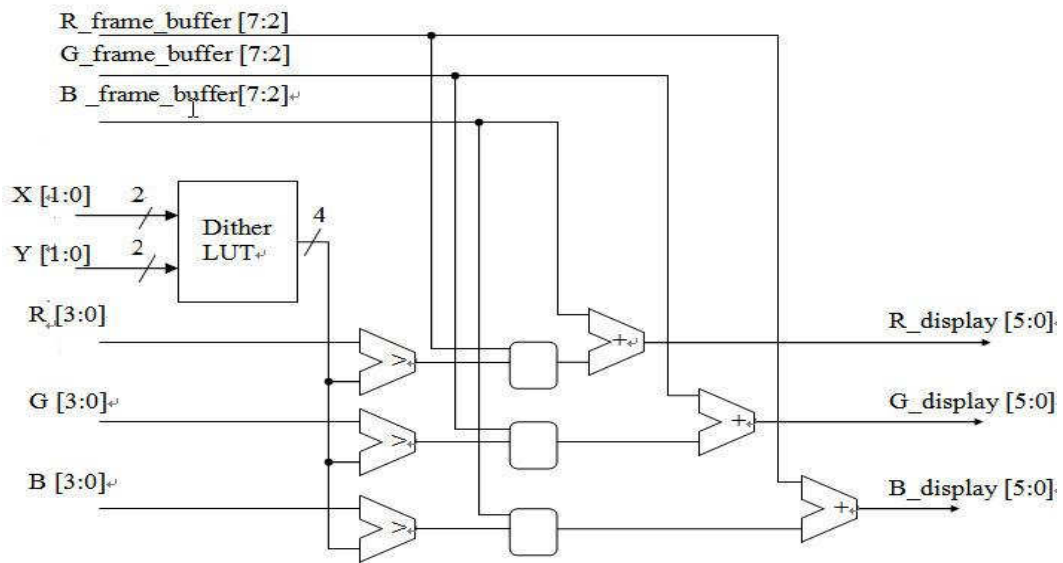 R_frame_buffer [7:2]
G_frame_buffer [7:2]
B _frame_buffer[7:2]↵
X [1:0]
2
Dither
LUT↵
4
Y [1:0]
2
R [3:0]
>↵
+↵
R_display [5:0]↵
G [3:0]↵
>↵
+↵
G_display [5:0]↵
B [3:0]↵
>↵
+↵
B_display [5:0]↵